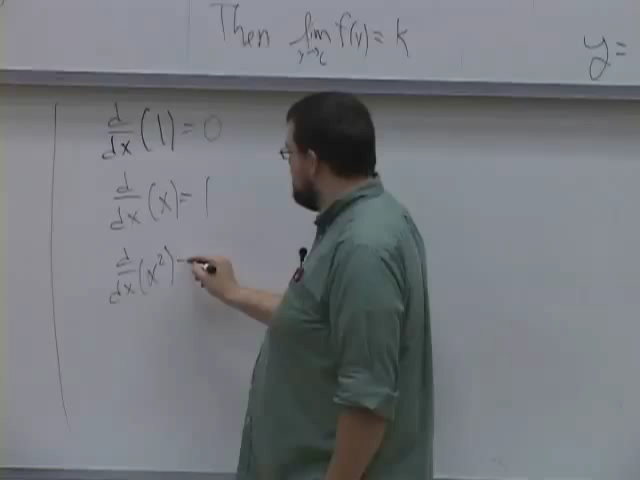 Then lim f(x) = k
x→c
y =
d/dx (1) = 0
d/dx (x) = 1
d/dx (x²) =